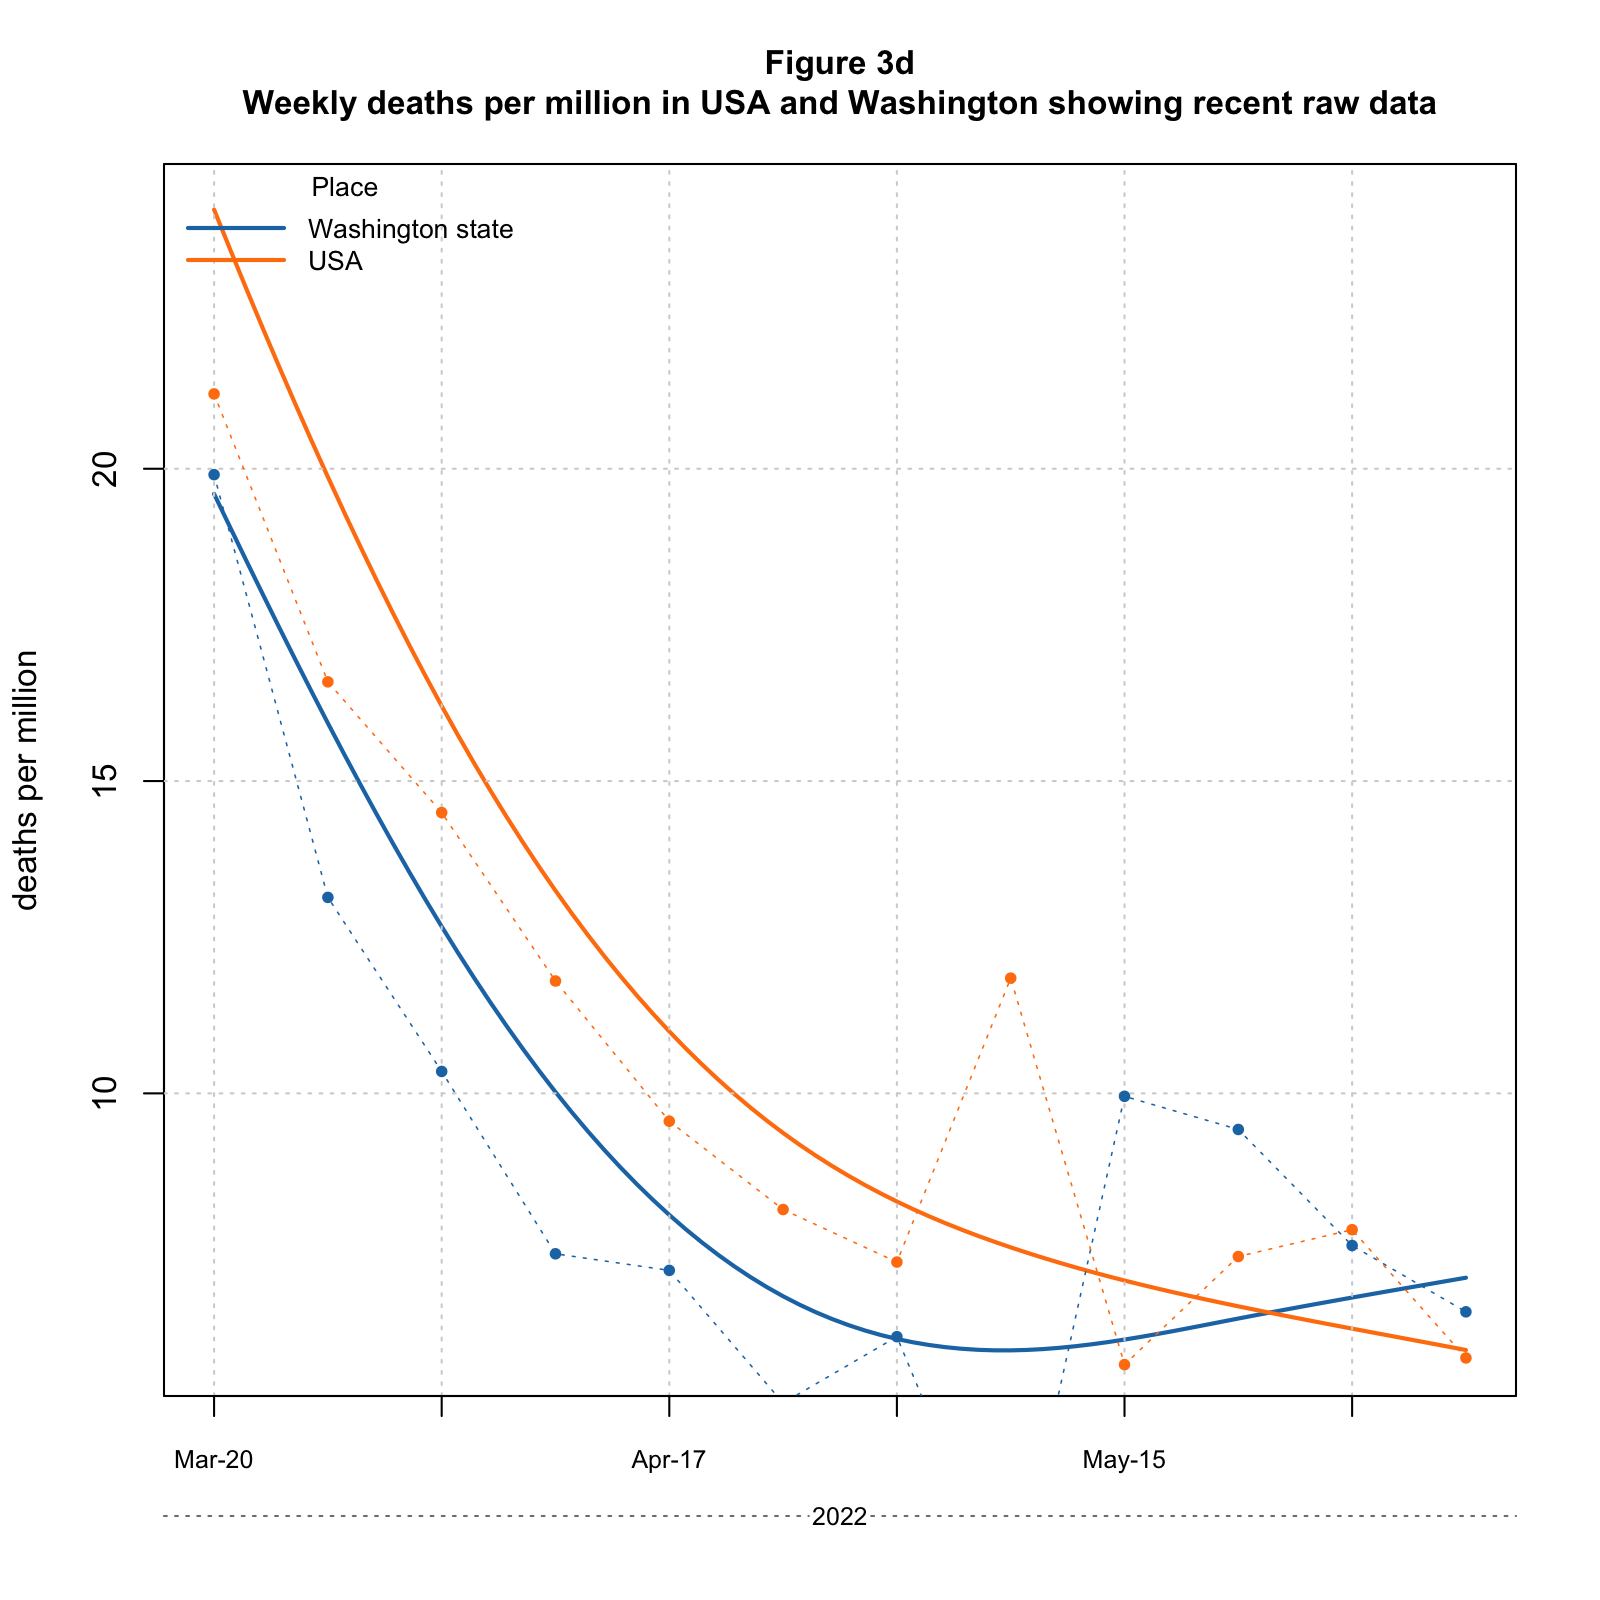 Figure 3d
Weekly deaths per million in USA and Washington showing recent raw data
Place
Washington state
USA
deaths per million
20
15
10
Mar-20
Apr-17
May-15
2022